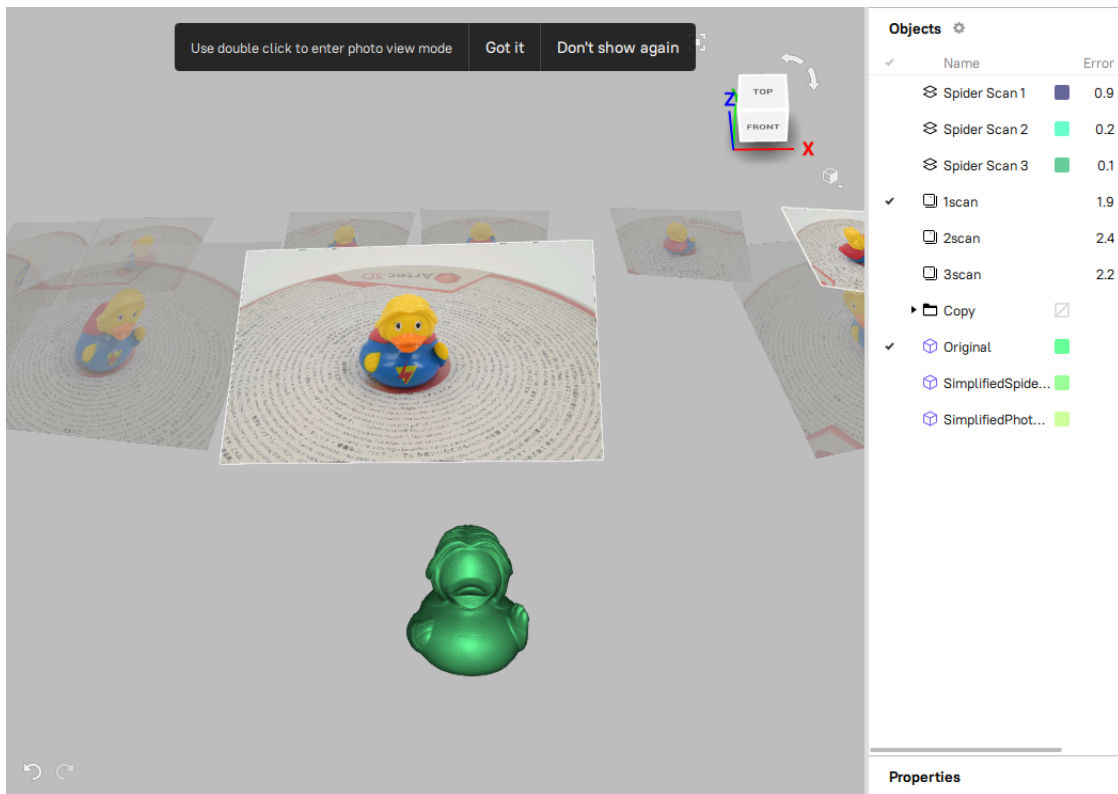 Use double click to enter photo view mode Got it Don't show again
TOP
FRONT
Z
X
Artec 3D
Objects
Name Error
Spider Scan 1 0.9
Spider Scan 2 0.2
Spider Scan 3 0.1
1scan 1.9
2scan 2.4
3scan 2.2
Copy
Original
SimplifiedSpide...
SimplifiedPhot...
Properties